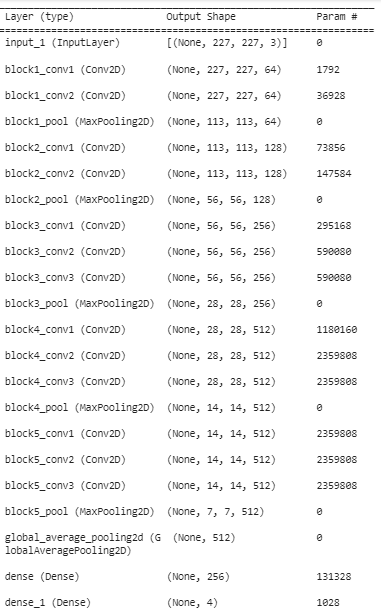 Layer (type) Output Shape Param #
input_1 (InputLayer) [(None, 227, 227, 3)] 0
block1_conv1 (Conv2D) (None, 227, 227, 64) 1792
block1_conv2 (Conv2D) (None, 227, 227, 64) 36928
block1_pool (MaxPooling2D) (None, 113, 113, 64) 0
block2_conv1 (Conv2D) (None, 113, 113, 128) 73856
block2_conv2 (Conv2D) (None, 113, 113, 128) 147584
block2_pool (MaxPooling2D) (None, 56, 56, 128) 0
block3_conv1 (Conv2D) (None, 56, 56, 256) 295168
block3_conv2 (Conv2D) (None, 56, 56, 256) 590080
block3_conv3 (Conv2D) (None, 56, 56, 256) 590080
block3_pool (MaxPooling2D) (None, 28, 28, 256) 0
block4_conv1 (Conv2D) (None, 28, 28, 512) 1180160
block4_conv2 (Conv2D) (None, 28, 28, 512) 2359808
block4_conv3 (Conv2D) (None, 28, 28, 512) 2359808
block4_pool (MaxPooling2D) (None, 14, 14, 512) 0
block5_conv1 (Conv2D) (None, 14, 14, 512) 2359808
block5_conv2 (Conv2D) (None, 14, 14, 512) 2359808
block5_conv3 (Conv2D) (None, 14, 14, 512) 2359808
block5_pool (MaxPooling2D) (None, 7, 7, 512) 0
global_average_pooling2d (G (None, 512) 0
lobalAveragePooling2D)
dense (Dense) (None, 256) 131328
dense_1 (Dense) (None, 4) 1028